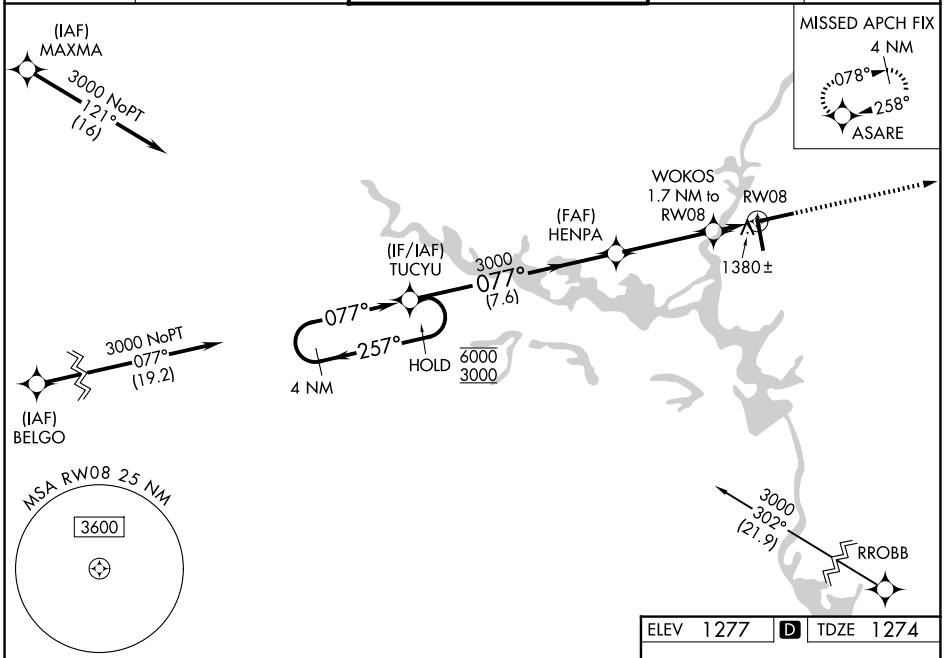 (IAF)
MAXMA
3000 NoPT
121°
(16)
MISSED APCH FIX
4 NM
078°
258°
ASARE
WOKOS
1.7 NM to
RW08
RW08
1380 ±
(FAF)
HENPA
(IF/IAF)
TUCYU
3000
077°
(7.6)
077°
257°
4 NM
HOLD
6000
3000
3000 NoPT
077°
(19.2)
(IAF)
BELGO
MSA RW08 25 NM
3600
3000
302°
(21.9)
RROBB
ELEV 1277 D TDZE 1274